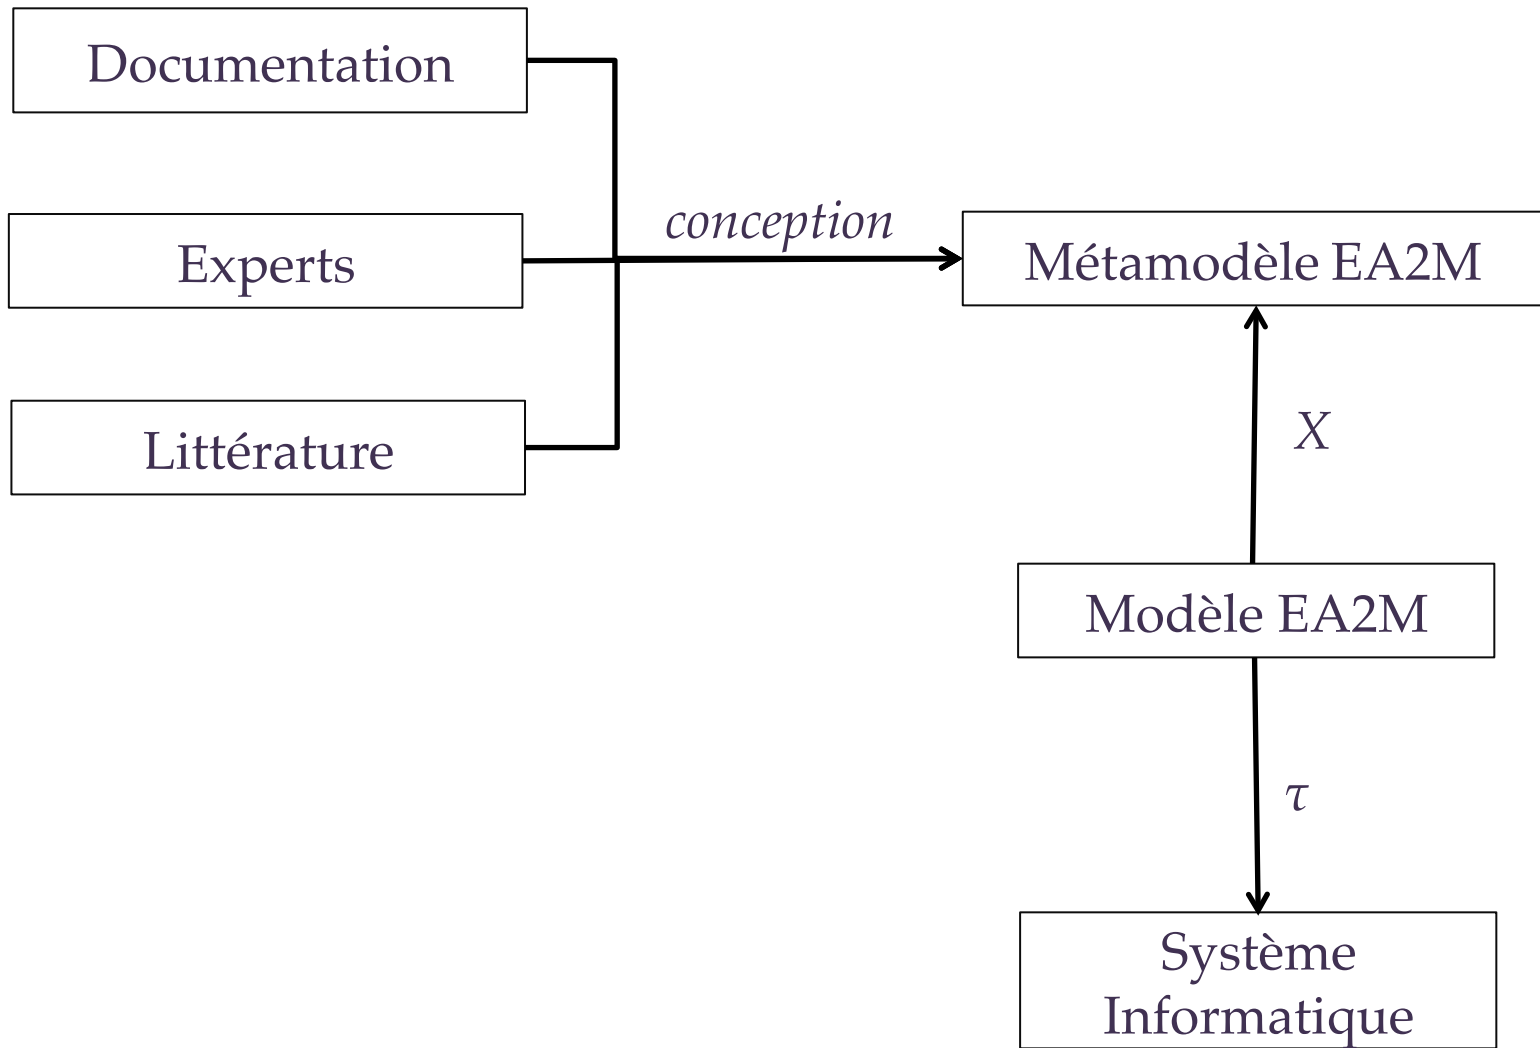 Documentation
Experts
conception
Métamodèle EA2M
Littérature
X
Modèle EA2M
τ
Système
Informatique